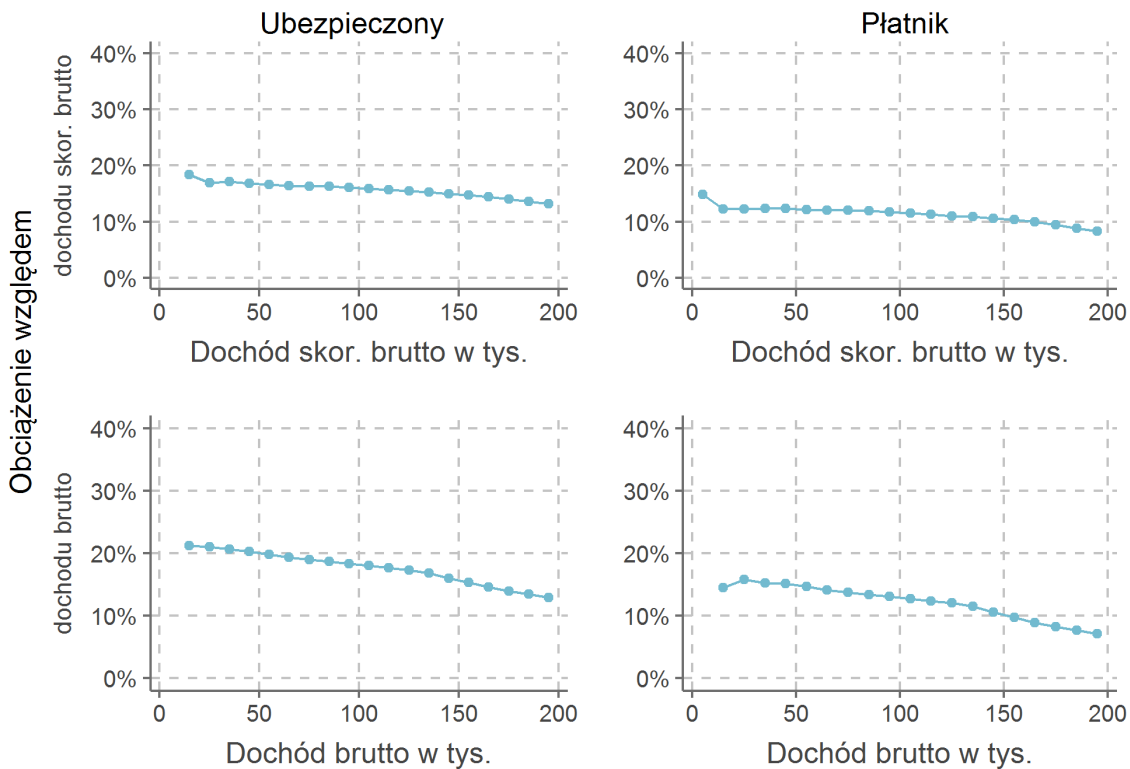 Ubezpieczony
Płatnik
Obciążenie względem
dochodu skor. brutto
40%
30%
20%
10%
0%
0 50 100 150 200
Dochód skor. brutto w tys.
40%
30%
20%
10%
0%
0 50 100 150 200
Dochód skor. brutto w tys.
dochodu brutto
40%
30%
20%
10%
0%
0 50 100 150 200
Dochód brutto w tys.
40%
30%
20%
10%
0%
0 50 100 150 200
Dochód brutto w tys.